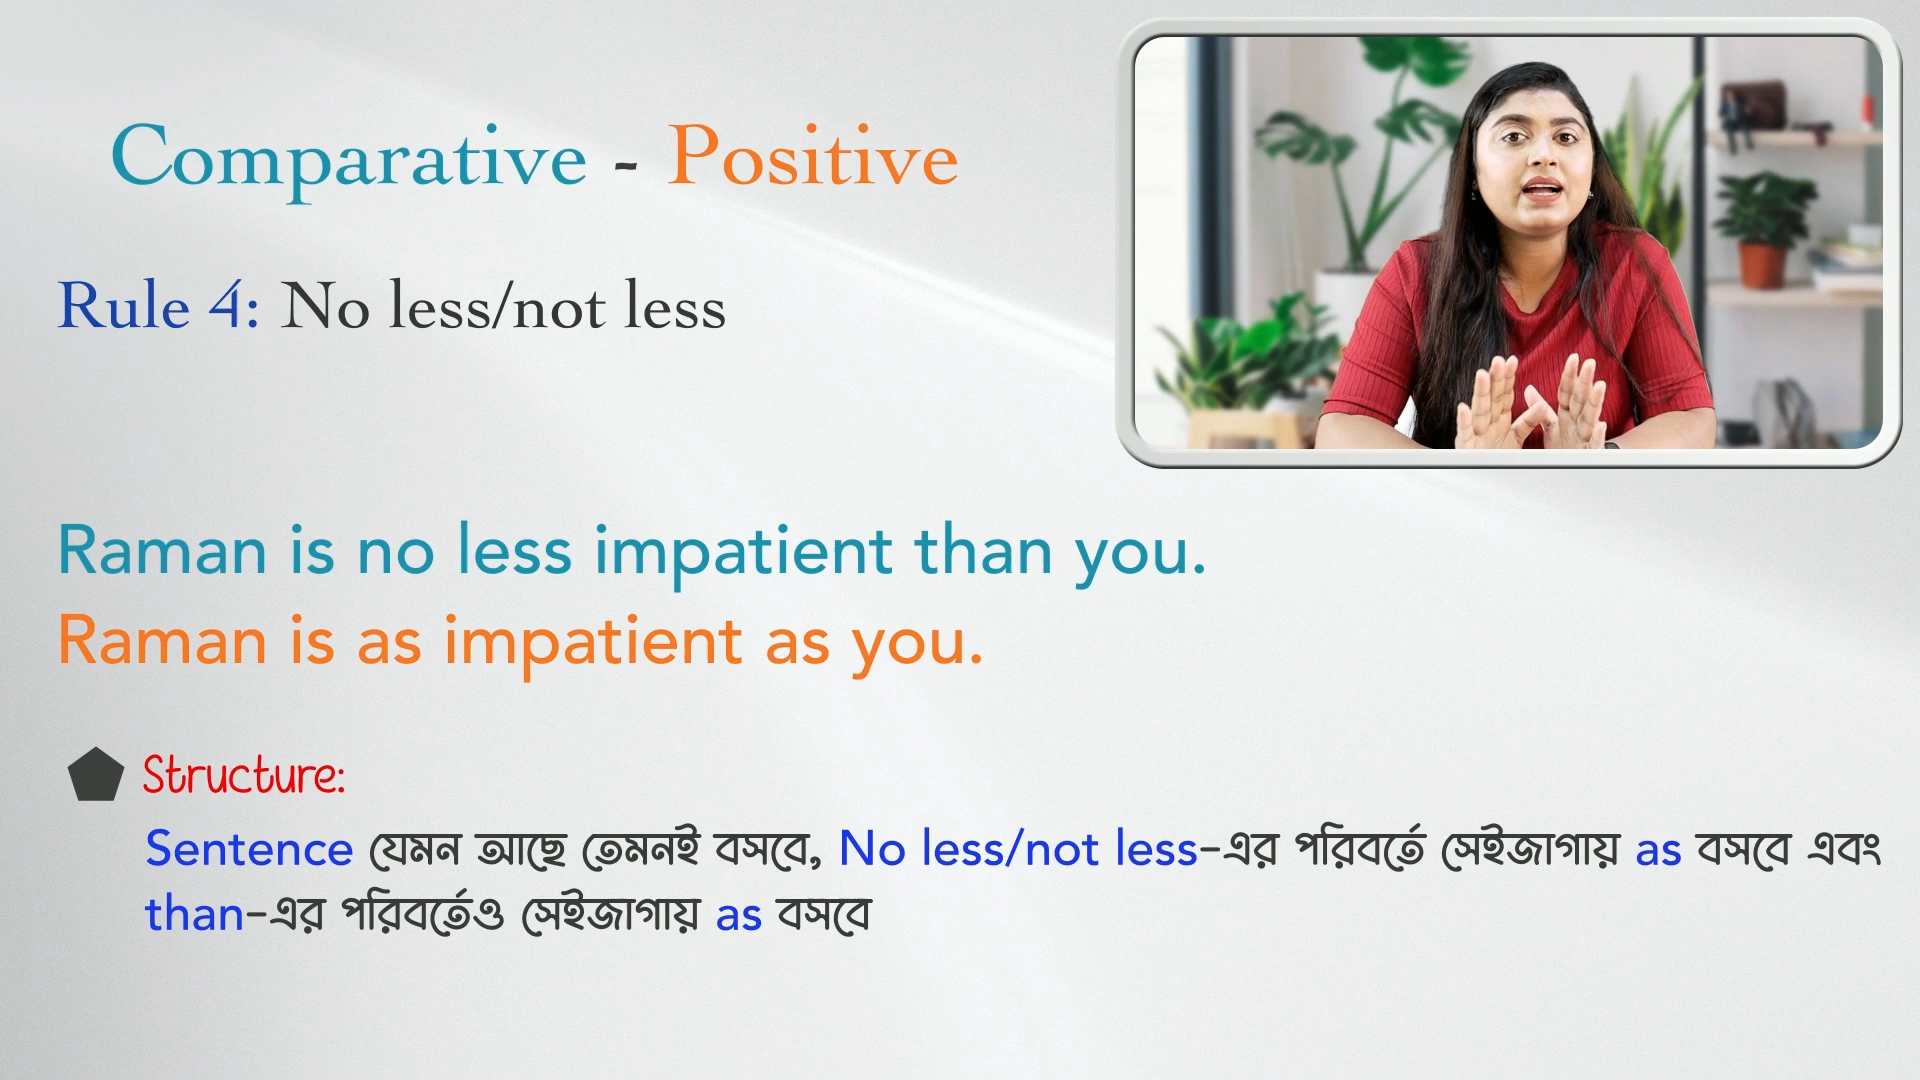 Comparative - Positive
Rule 4: No less/not less
Raman is no less impatient than you.
Raman is as impatient as you.
Structure:
Sentence যেমন আছে তেমনই বসবে, No less/not less-এর পরিবর্তে সেইজাগায় as বসবে এবং
than-এর পরিবর্তেও সেইজাগায় as বসবে